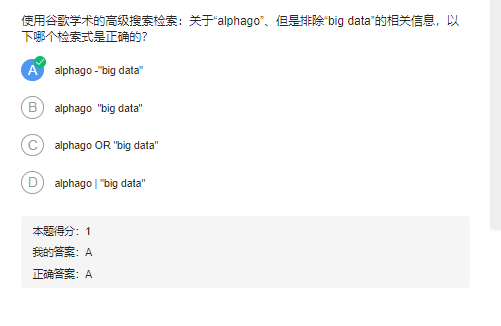 使用谷歌学术的高级搜索检索：关于“alphago”、但是排除“big data”的相关信息，以
下哪个检索式是正确的？
A alphago -"big data"
B alphago "big data"
C alphago OR "big data"
D alphago | "big data"
本题得分：1
我的答案：A
正确答案：A